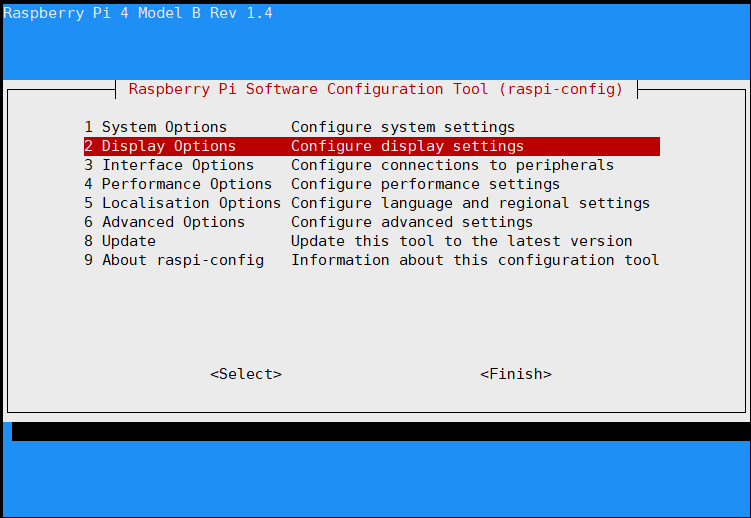 Raspberry Pi 4 Model B Rev 1.4
Raspberry Pi Software Configuration Tool (raspi-config)
1 System Options Configure system settings
2 Display Options Configure display settings
3 Interface Options Configure connections to peripherals
4 Performance Options Configure performance settings
5 Localisation Options Configure language and regional settings
6 Advanced Options Configure advanced settings
8 Update Update this tool to the latest version
9 About raspi-config Information about this configuration tool
<Select> <Finish>